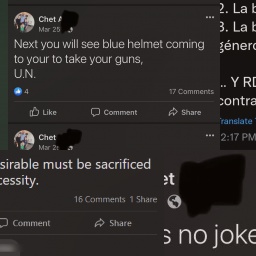 Chet A
Mar 25
Next you will see blue helmet coming
to your to take your guns,
U.N.
4
17 Comments
Like Comment Share
Chet
Mar 2
sirable must be sacrificed
cessity.
16 Comments 1 Share
Comment Share
2. La b
3. La
génerc
.. Y RD
contra
Translate
2:17 PM
et
s no joke